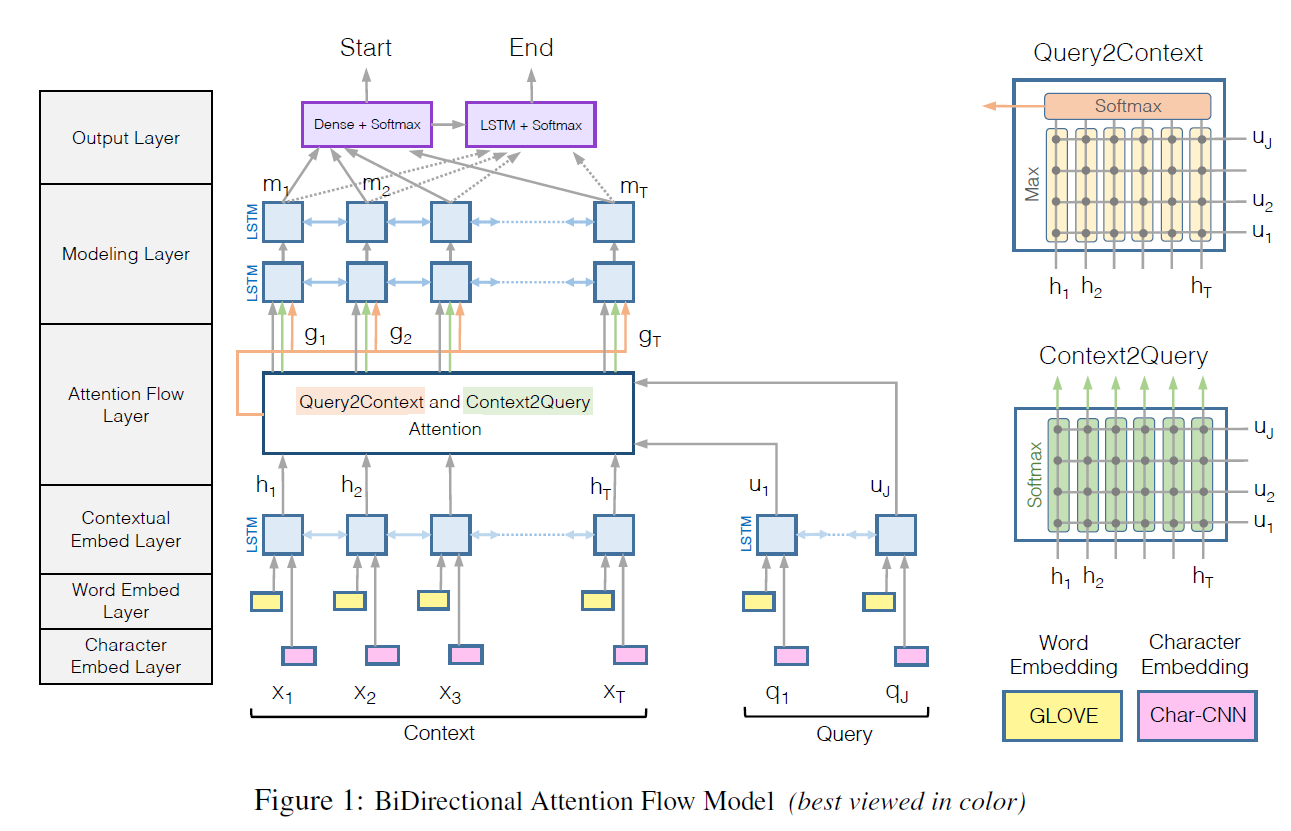 Start
End
Output Layer
Dense + Softmax
LSTM + Softmax
Modeling Layer
m1
m2
mT
LSTM
LSTM
Attention Flow
Layer
g1
g2
gT
Query2Context and Context2Query
Attention
Contextual
Embed Layer
h1
h2
hT
u1
uJ
LSTM
LSTM
Word Embed
Layer
Character
Embed Layer
x1
x2
x3
xT
q1
qJ
Context
Query
Query2Context
Softmax
Max
uJ
u2
u1
h1
h2
hT
Context2Query
Softmax
uJ
u2
u1
h1
h2
hT
Word
Embedding
GLOVE
Character
Embedding
Char-CNN
Figure 1: BiDirectional Attention Flow Model (best viewed in color)